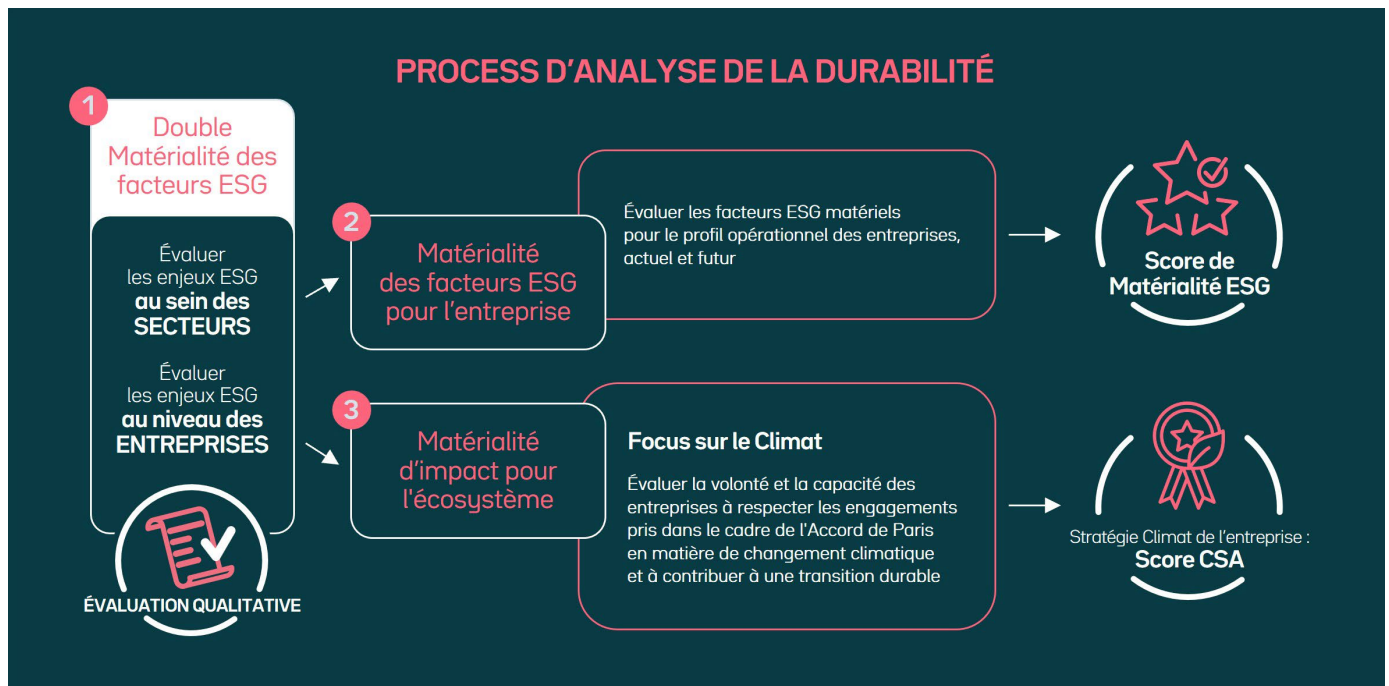 PROCESS D’ANALYSE DE LA DURABILITÉ
1
Double
Matérialité des
facteurs ESG
Évaluer
les enjeux ESG
au sein des
SECTEURS
Évaluer
les enjeux ESG
au niveau des
ENTREPRISES
ÉVALUATION QUALITATIVE
2
Matérialité
des facteurs ESG
pour l’entreprise
Évaluer les facteurs ESG matériels
pour le profil opérationnel des entreprises,
actuel et futur
Score de
Matérialité ESG
3
Matérialité
d’impact pour
l'écosystème
Focus sur le Climat
Évaluer la volonté et la capacité des
entreprises à respecter les engagements
pris dans le cadre de l'Accord de Paris
en matière de changement climatique
et à contribuer à une transition durable
Stratégie Climat de l’entreprise :
Score CSA